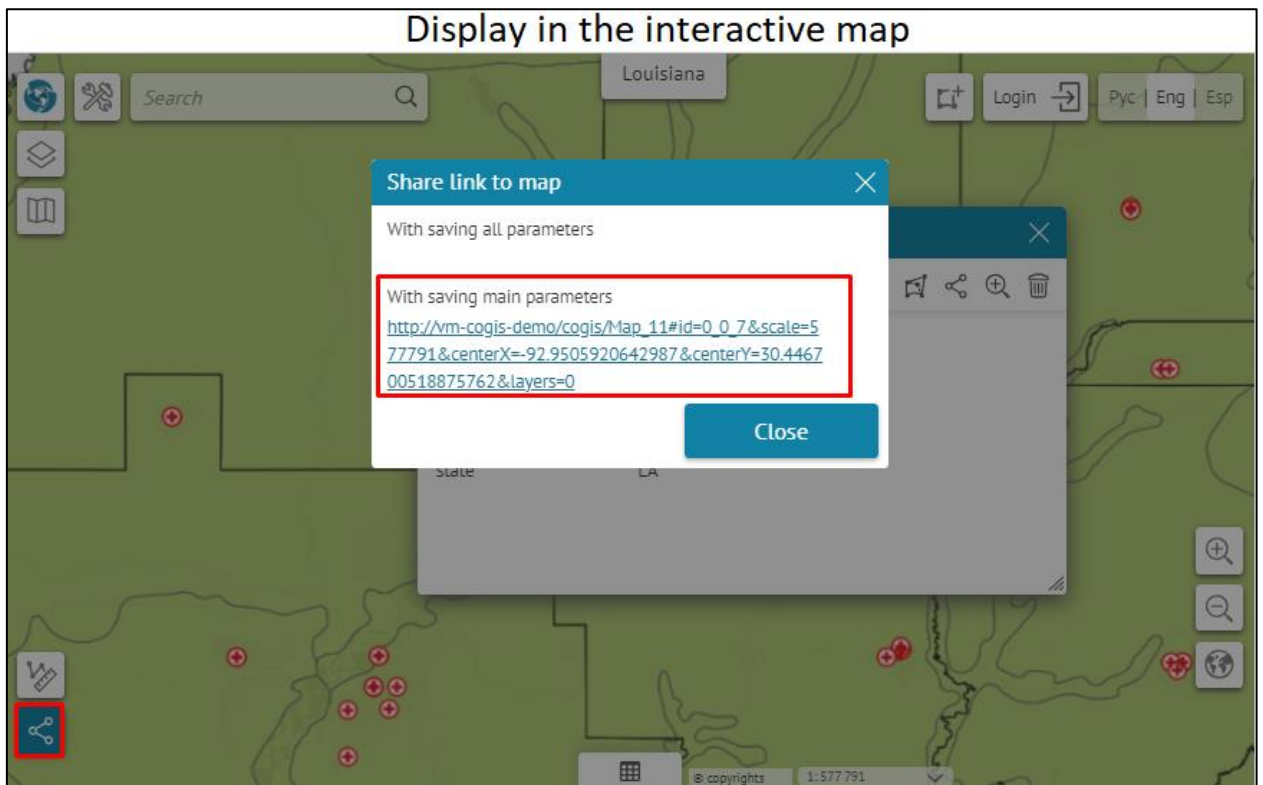 Display in the interactive map
Louisiana
Search
Login
Рус | Eng | Esp
Share link to map
With saving all parameters
With saving main parameters
http://vm-cogis-demo/cogis/Map_11#id=0_0_7&scale=5
77791&centerX=-92.9505920642987&centerY=30.4467
00518875762&layers=0
Close
state LA
© copyrights
1:577 791